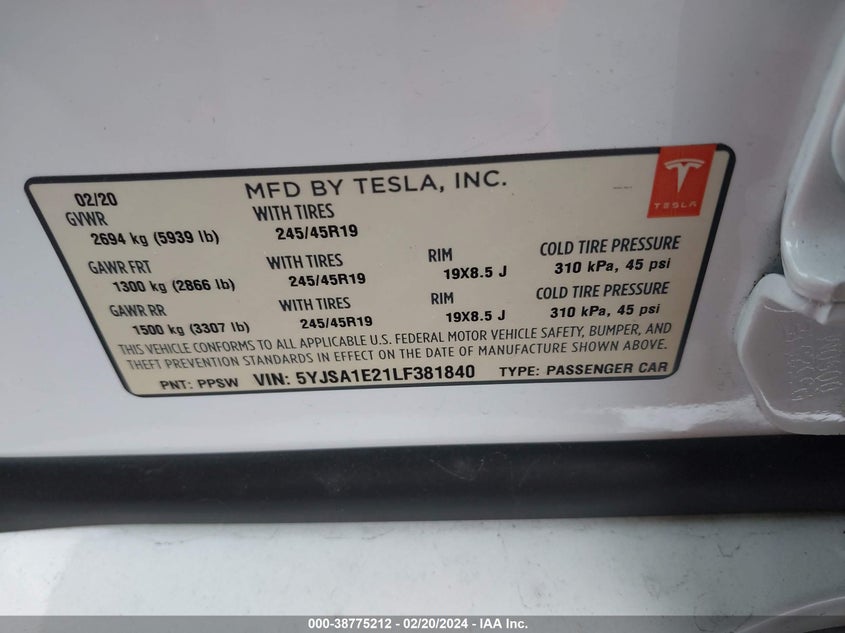 02/20
MFD BY TESLA, INC.
TESLA
GVWR WITH TIRES
2694 kg (5939 lb) 245/45R19
GAWR FRT WITH TIRES RIM COLD TIRE PRESSURE
1300 kg (2866 lb) 245/45R19 19X8.5 J 310 kPa, 45 psi
GAWR RR WITH TIRES RIM COLD TIRE PRESSURE
1500 kg (3307 lb) 245/45R19 19X8.5 J 310 kPa, 45 psi
THIS VEHICLE CONFORMS TO ALL APPLICABLE U.S. FEDERAL MOTOR VEHICLE SAFETY, BUMPER, AND
THEFT PREVENTION STANDARDS IN EFFECT ON THE DATE OF MANUFACTURE SHOWN ABOVE.
PNT: PPSW VIN: 5YJSA1E21LF381840 TYPE: PASSENGER CAR
000-38775212 - 02/20/2024 - IAA Inc.